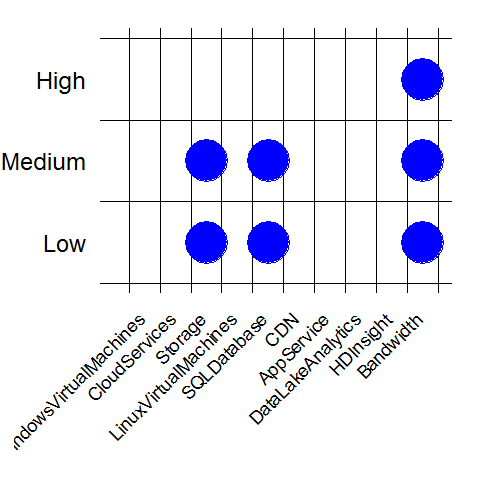 High
Medium
Low
ndowsVirtualMachines
CloudServices
Storage
LinuxVirtualMachines
SQLDatabase
CDN
AppService
DataLakeAnalytics
HDInsight
Bandwidth